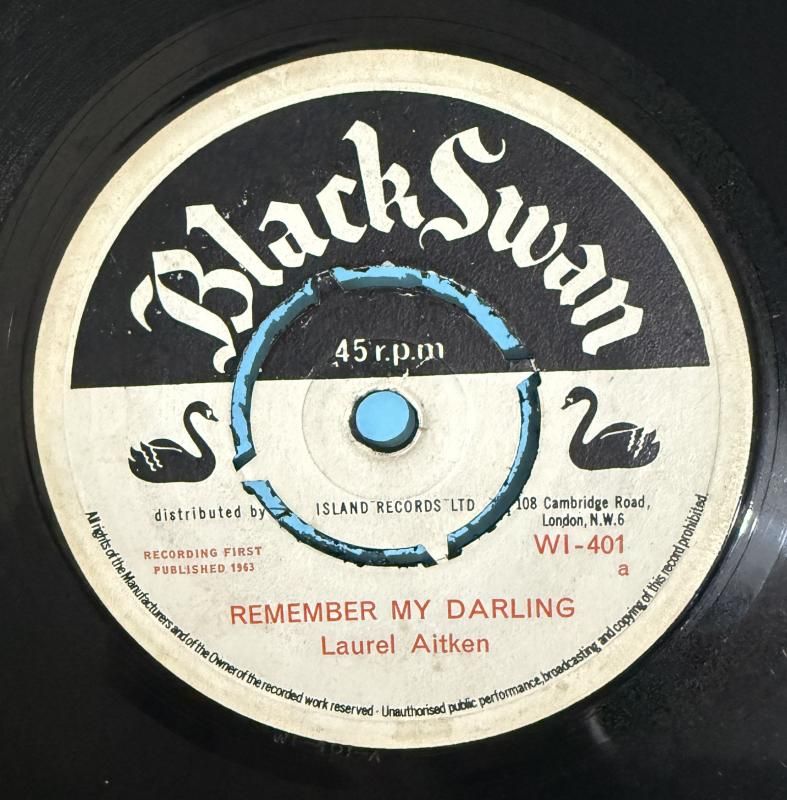 Black Swan
45 r.p.m
distributed by ISLAND RECORDS LTD 108 Cambridge Road,
London, N.W.6
RECORDING FIRST
PUBLISHED 1963
WI-401
a
REMEMBER MY DARLING
Laurel Aitken
All rights of the Manufacturers and of the Owner of the recorded work reserved · Unauthorised public performance, broadcasting and copying of this record prohibited